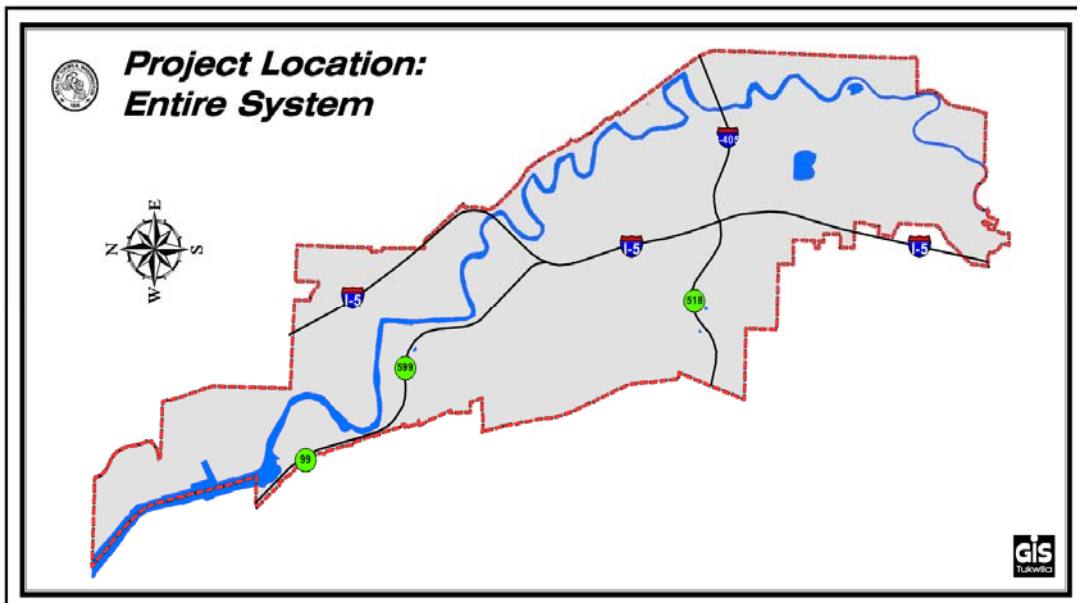 Project Location:
Entire System
E
N
S
W
I-405
I-5
I-5
I-5
518
599
99
GIS
Tukwila